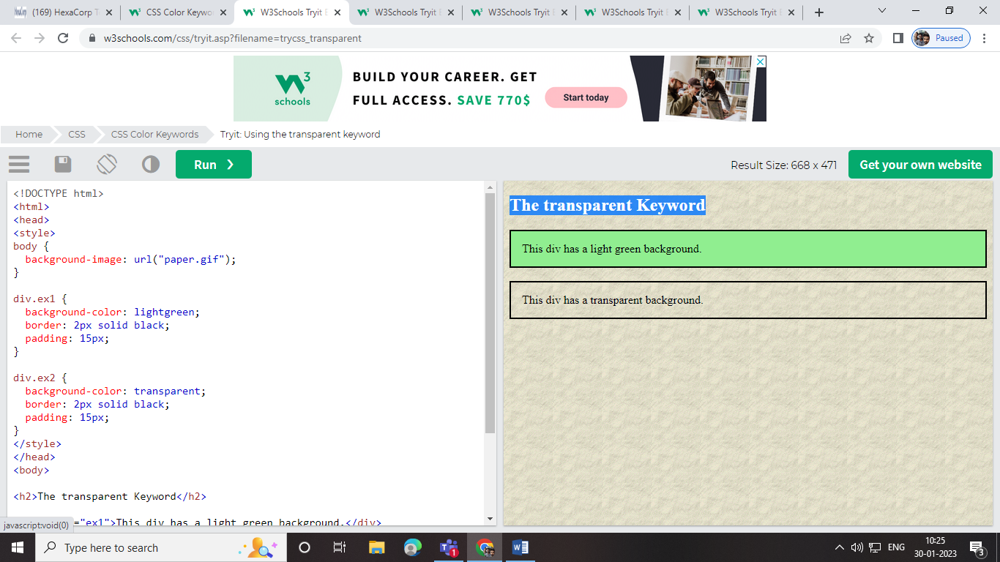 (169) HexaCorp T
CSS Color Keywo
W3Schools Tryit E
W3Schools Tryit E
W3Schools Tryit E
W3Schools Tryit E
W3Schools Tryit E
w3schools.com/css/tryit.asp?filename=trycss_transparent
Paused
3
schools
BUILD YOUR CAREER. GET
FULL ACCESS. SAVE 770$
Start today
Home
CSS
CSS Color Keywords
Tryit: Using the transparent keyword
Run ❯
Result Size: 668 x 471
Get your own website
<!DOCTYPE html>
<html>
<head>
<style>
body {
  background-image: url("paper.gif");
}
div.ex1 {
  background-color: lightgreen;
  border: 2px solid black;
  padding: 15px;
}
div.ex2 {
  background-color: transparent;
  border: 2px solid black;
  padding: 15px;
}
</style>
</head>
<body>
<h2>The transparent Keyword</h2>
="ex1">This div has a light green background.</div>
The transparent Keyword
This div has a light green background.
This div has a transparent background.
javascript:void(0)
Type here to search
1
ENG
10:25
30-01-2023
3